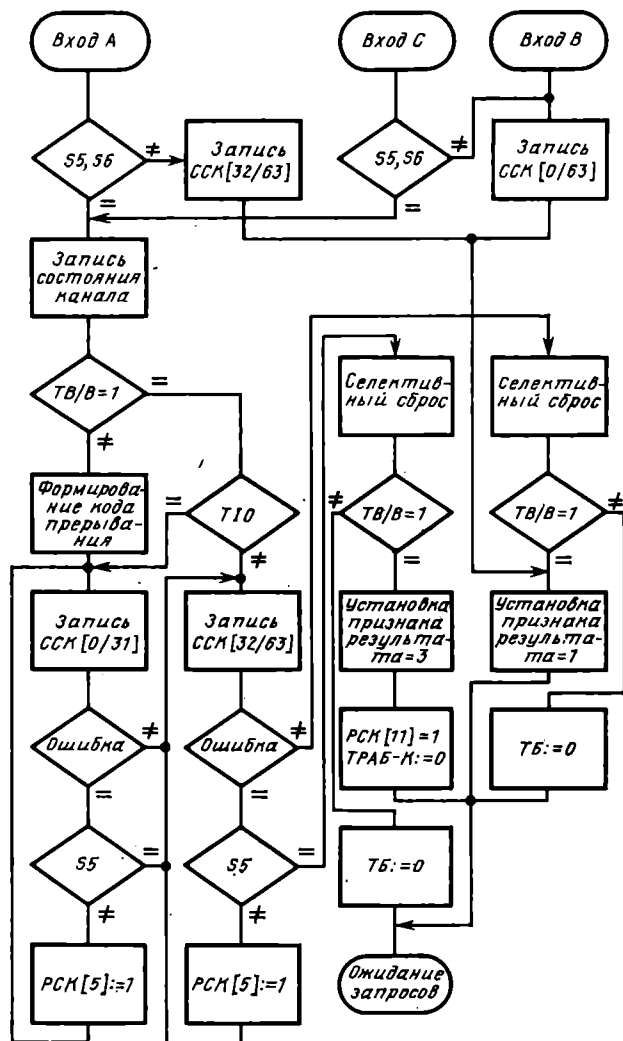 Вход А
Вход С
Вход В
S5, S6
≠
Запись
ССК[32/63]
S5, S6
≠
Запись
ССК[0/63]
=
=
Запись
состояния
канала
ТВ/В=1
=
≠
Селектив-
ный сброс
Селектив-
ный сброс
Формирова-
ние кода
прерыва-
ния
=
TIO
≠
≠
ТВ/В=1
=
ТВ/В=1
≠
=
Запись
ССК[0/31]
Запись
ССК[32/63]
Установка
признака
результа-
та=3
Установка
признака
результа-
та=1
Ошибка
≠
=
Ошибка
≠
=
РСК[11]=1
ТРАБ-К:=0
ТБ:=0
S5
=
≠
S5
=
≠
ТБ:=0
РСК[5]:=1
РСК[5]:=1
Ожидание
запросов